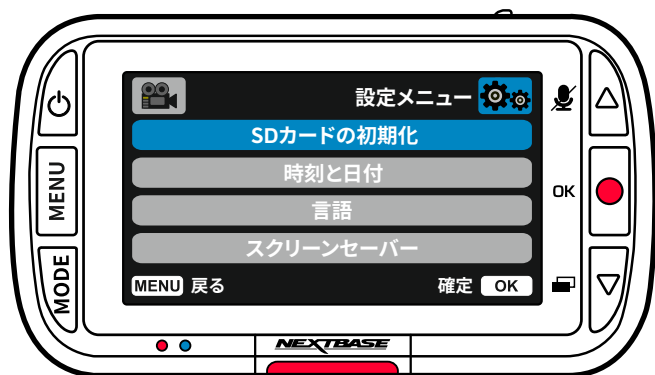 設定メニュー
SDカードの初期化
時刻と日付
言語
スクリーンセーバー
MENU 戻る
確定 OK
MENU
MODE
OK
NEXTBASE